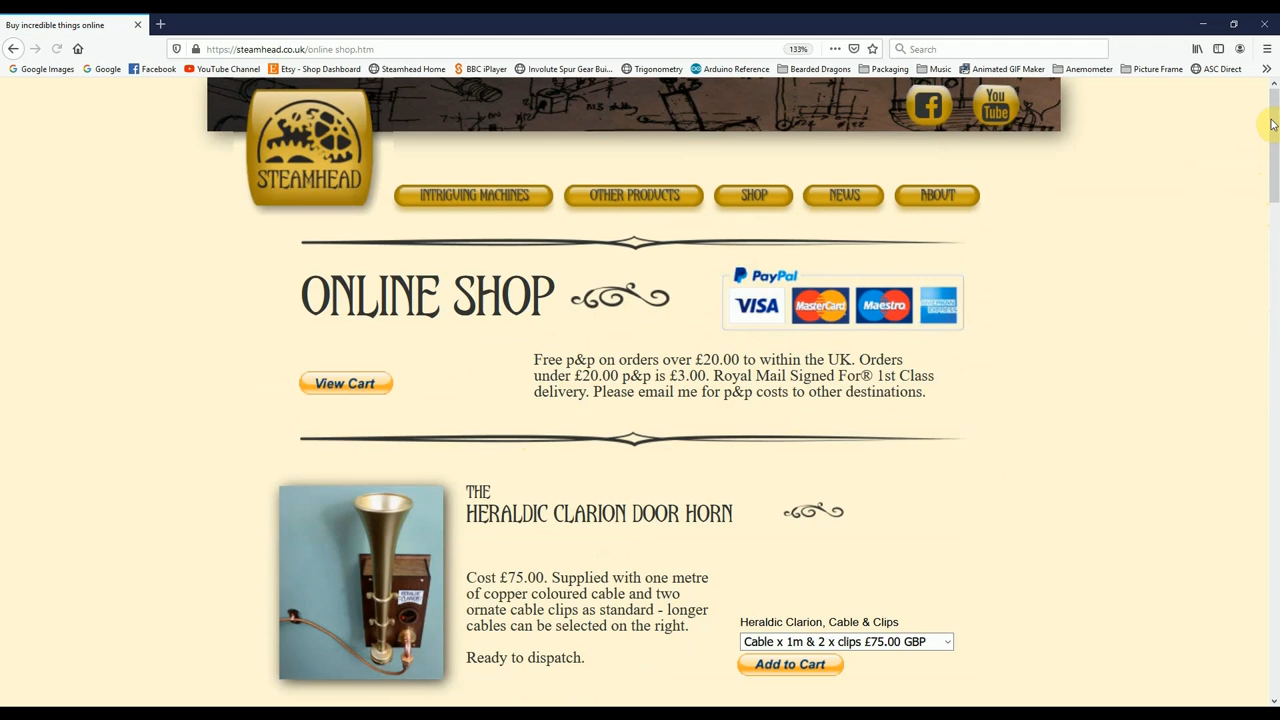 Buy incredible things online
https://steamhead.co.uk/online shop.htm
133%
Search
Google Images
Google
Facebook
YouTube Channel
Etsy - Shop Dashboard
Steamhead Home
BBC iPlayer
Involute Spur Gear Bui...
Trigonometry
Arduino Reference
Bearded Dragons
Packaging
Music
Animated GIF Maker
Anemometer
Picture Frame
ASC Direct
You
Tube
STEAMHEAD
INTRIGUING MACHINES
OTHER PRODUCTS
SHOP
NEWS
ABOUT
ONLINE SHOP
PayPal
VISA
MasterCard
Maestro
AMERICAN
EXPRESS
Free p&p on orders over £20.00 to within the UK. Orders
under £20.00 p&p is £3.00. Royal Mail Signed For® 1st Class
delivery. Please email me for p&p costs to other destinations.
View Cart
THE
HERALDIC CLARION DOOR HORN
HERALDIC
CLARION
Cost £75.00. Supplied with one metre
of copper coloured cable and two
ornate cable clips as standard - longer
cables can be selected on the right.
Ready to dispatch.
Heraldic Clarion, Cable & Clips
Cable x 1m & 2 x clips £75.00 GBP
Add to Cart